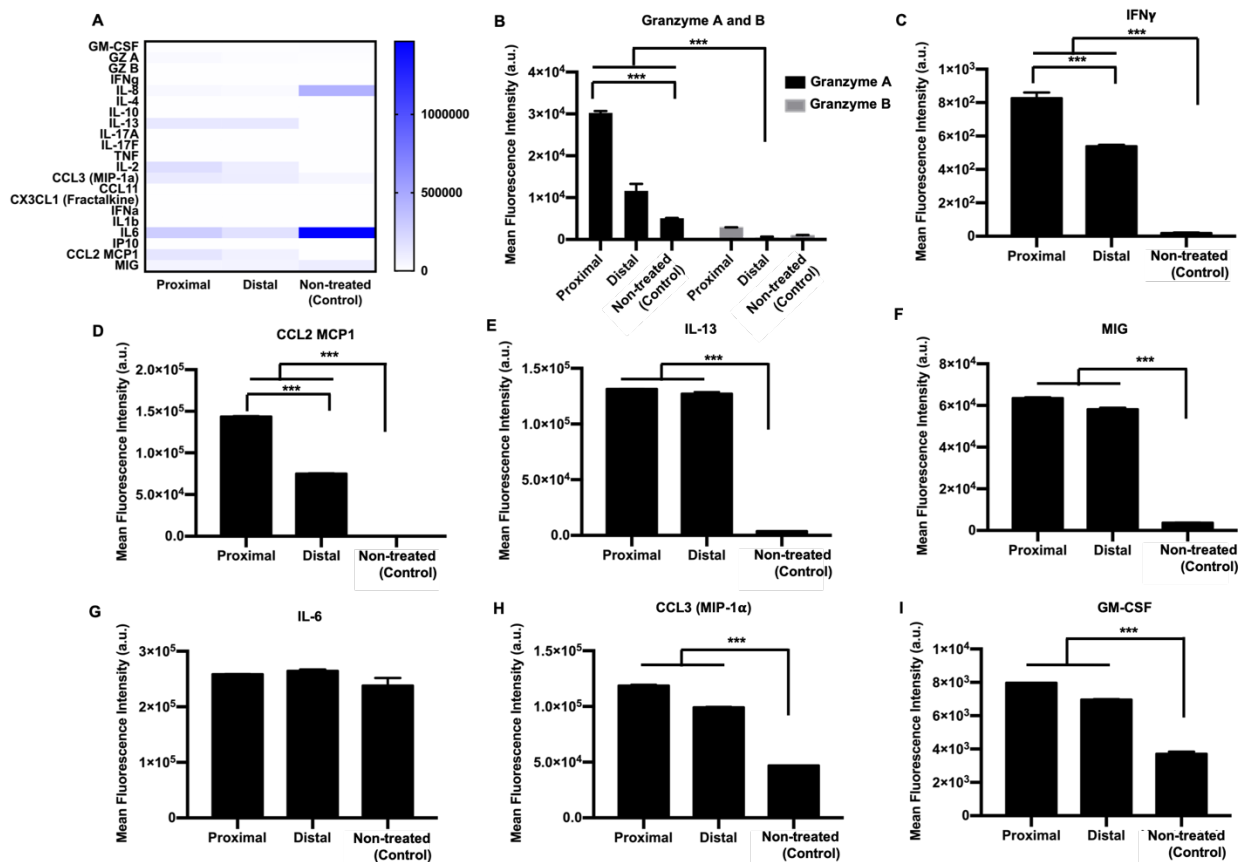 A
GM-CSF
GZ A
GZ B
IFNg
IL-8
IL-4
IL-10
IL-13
IL-17A
IL-17F
TNF
IL-2
CCL3 (MIP-1a)
CCL11
CX3CL1 (Fractalkine)
IFNa
IL1b
IL6
IP10
CCL2 MCP1
MIG
Proximal Distal Non-treated
(Control)
1000000
500000
0
B
Granzyme A and B
Mean Fluorescence Intensity (a.u.)
4×10⁴
3×10⁴
2×10⁴
1×10⁴
0
***
***
Granzyme A
Granzyme B
Proximal
Distal
Non-treated
(Control)
Proximal
Distal
Non-treated
(Control)
C
IFNγ
Mean Fluorescence Intensity (a.u.)
1×10³
8×10²
6×10²
4×10²
2×10²
0
***
***
Proximal Distal Non-treated
(Control)
D
CCL2 MCP1
Mean Fluorescence Intensity (a.u.)
2.0×10⁵
1.5×10⁵
1.0×10⁵
5.0×10⁴
0.0
***
***
Proximal Distal Non-treated
(Control)
E
IL-13
Mean Fluorescence Intensity (a.u.)
1.5×10⁵
1.0×10⁵
5.0×10⁴
0.0
***
Proximal Distal Non-treated
(Control)
F
MIG
Mean Fluorescence Intensity (a.u.)
8×10⁴
6×10⁴
4×10⁴
2×10⁴
0
***
Proximal Distal Non-treated
(Control)
G
IL-6
Mean Fluorescence Intensity (a.u.)
3×10⁵
2×10⁵
1×10⁵
0
Proximal Distal Non-treated
(Control)
H
CCL3 (MIP-1α)
Mean Fluorescence Intensity (a.u.)
1.5×10⁵
1.0×10⁵
5.0×10⁴
0.0
***
Proximal Distal Non-treated
(Control)
I
GM-CSF
Mean Fluorescence Intensity (a.u.)
1×10⁴
8×10³
6×10³
4×10³
2×10³
0
***
Proximal Distal Non-treated
(Control)